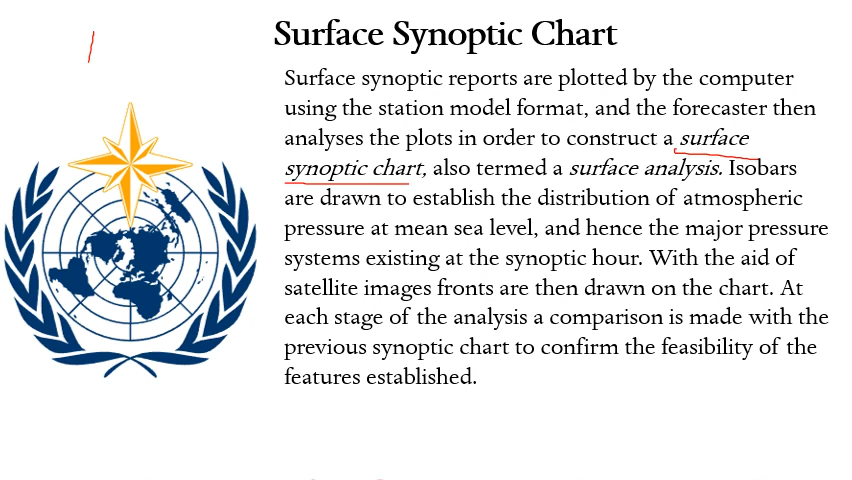 Surface Synoptic Chart
Surface synoptic reports are plotted by the computer
using the station model format, and the forecaster then
analyses the plots in order to construct a surface
synoptic chart, also termed a surface analysis. Isobars
are drawn to establish the distribution of atmospheric
pressure at mean sea level, and hence the major pressure
systems existing at the synoptic hour. With the aid of
satellite images fronts are then drawn on the chart. At
each stage of the analysis a comparison is made with the
previous synoptic chart to confirm the feasibility of the
features established.